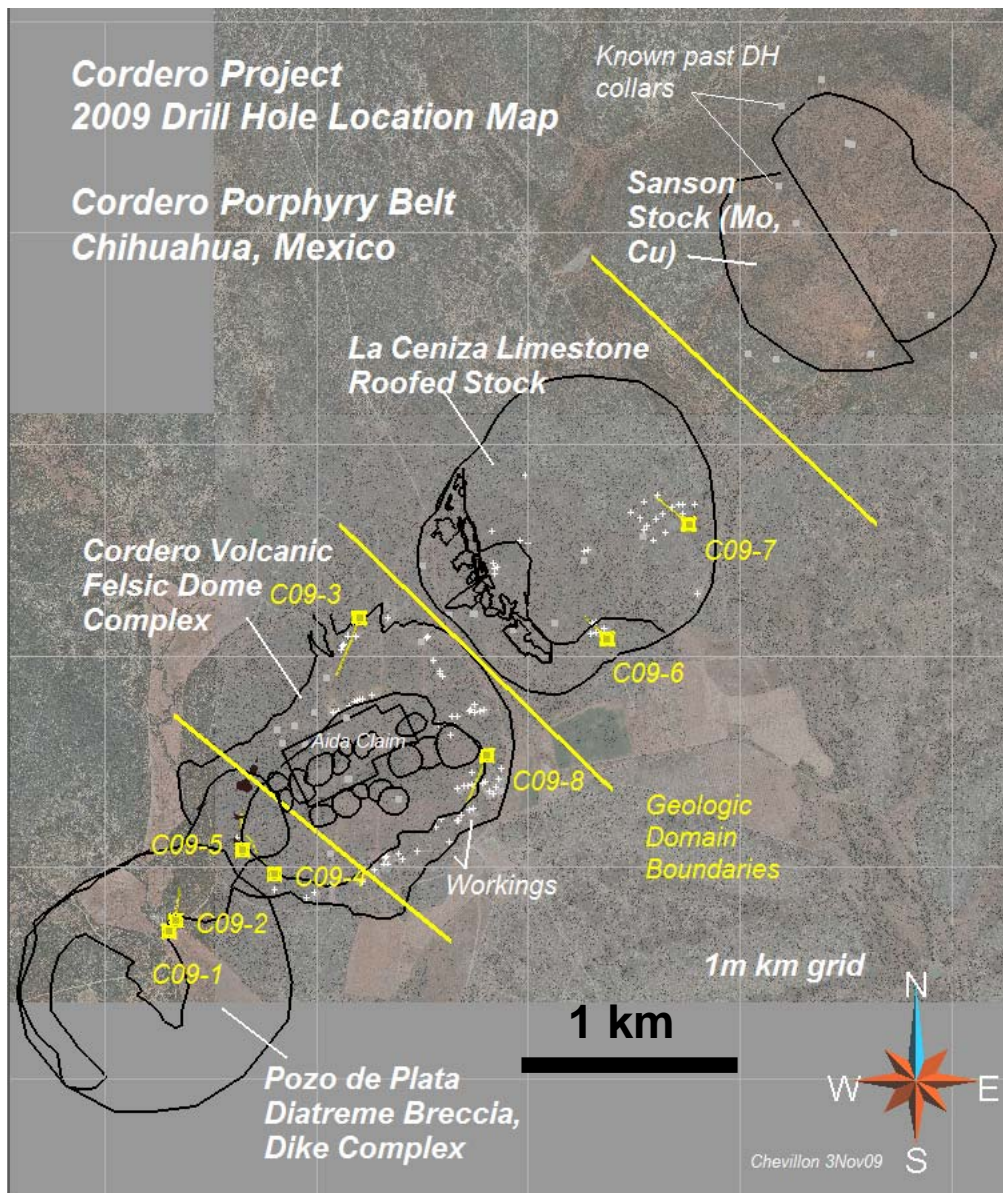 Cordero Project
2009 Drill Hole Location Map
Cordero Porphyry Belt
Chihuahua, Mexico
Known past DH
collars
Sanson
Stock (Mo,
Cu)
La Ceniza Limestone
Roofed Stock
Cordero Volcanic
Felsic Dome
Complex
C09-3
C09-7
C09-6
Aida Claim
C09-8
Geologic
Domain
Boundaries
C09-5
C09-4
Workings
C09-2
C09-1
1m km grid
1 km
N
W
E
S
Pozo de Plata
Diatreme Breccia,
Dike Complex
Chevillon 3Nov09